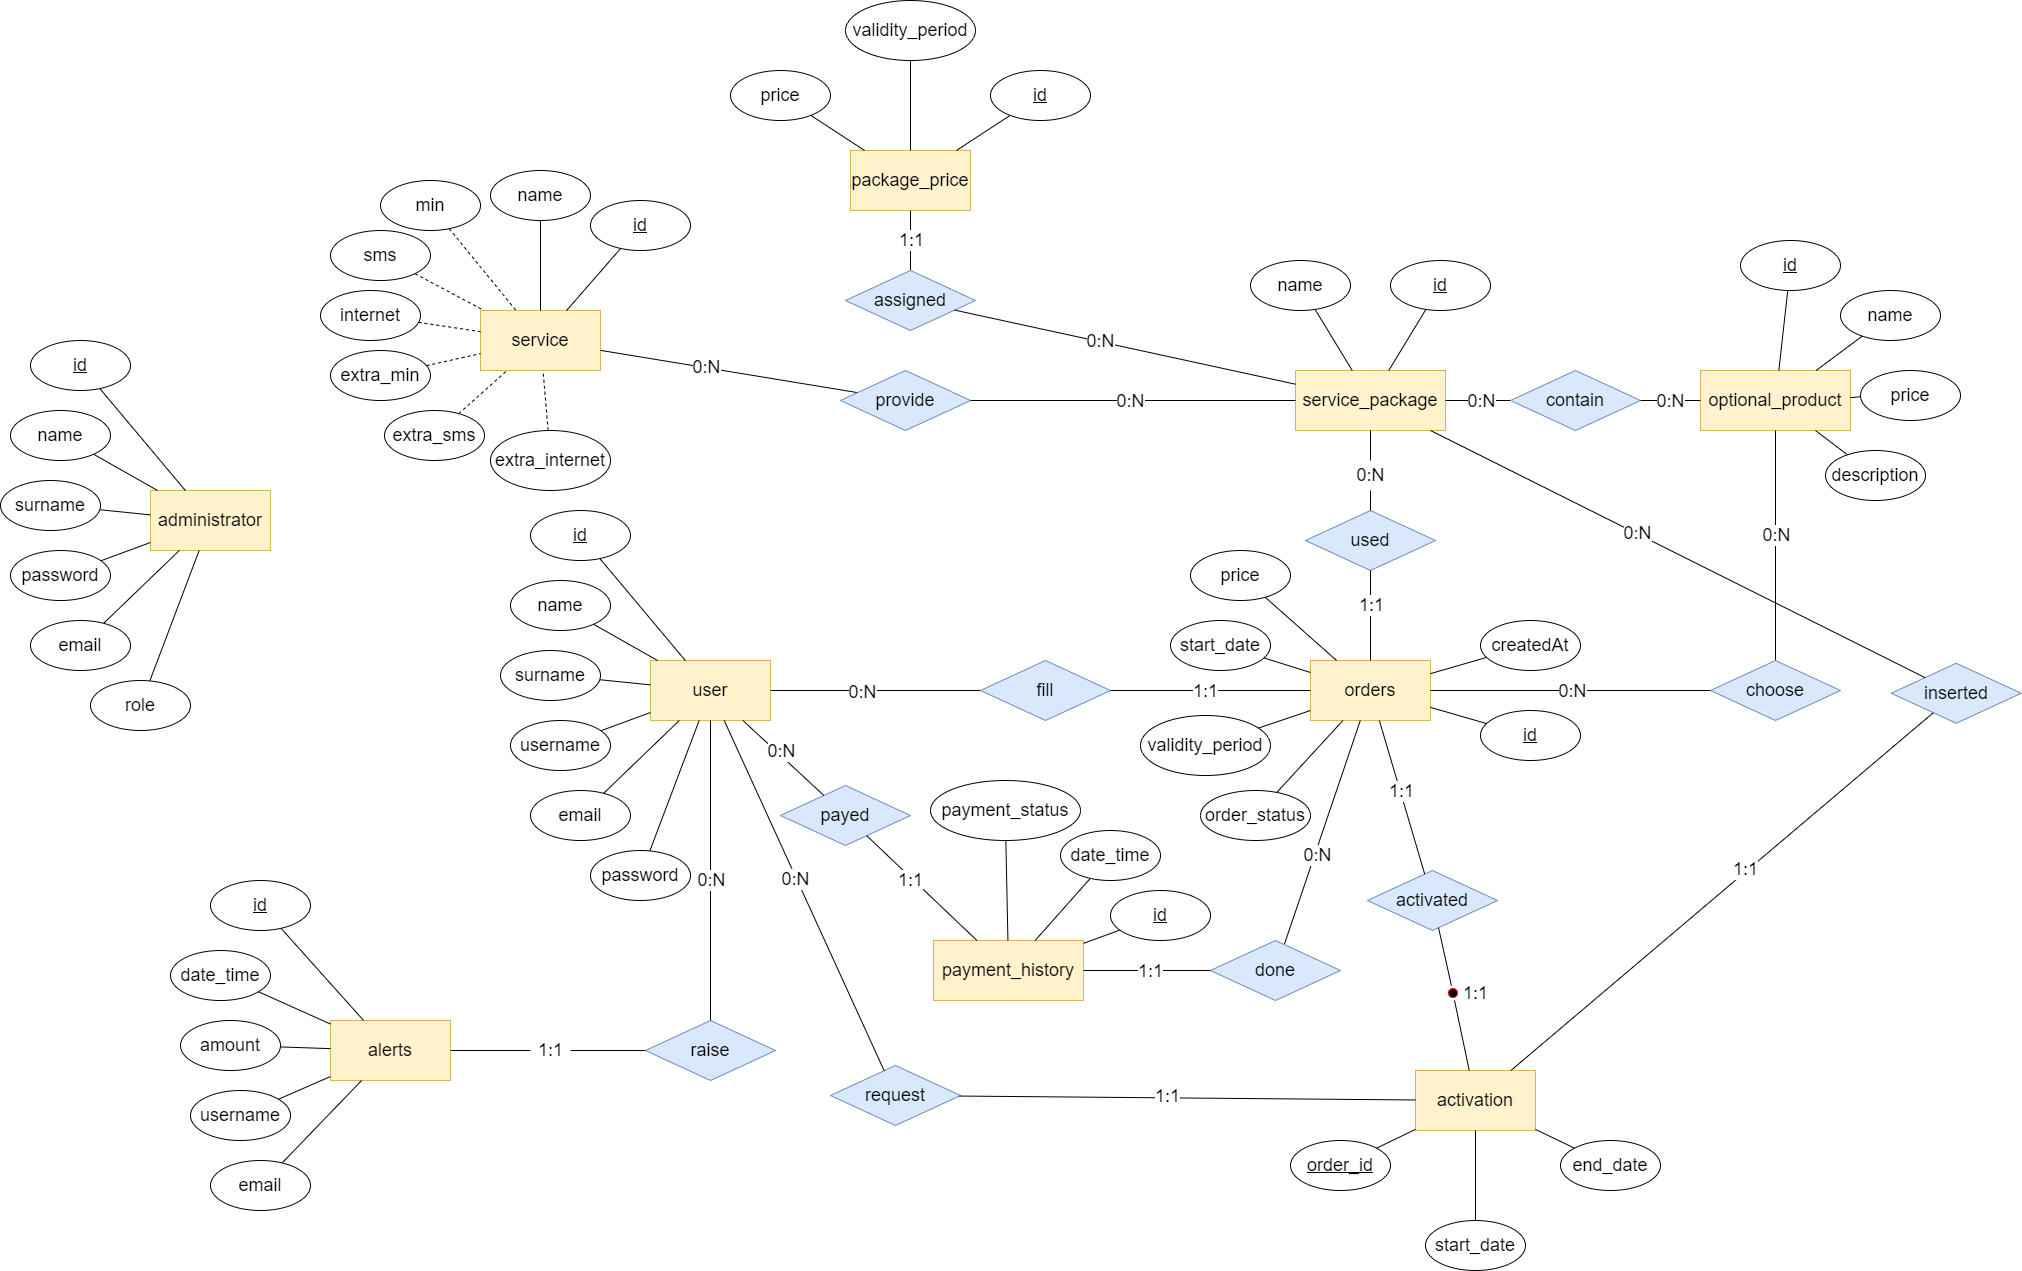 validity_period
price
id
package_price
1:1
assigned
0:N
min
name
id
sms
internet
service
extra_min
extra_sms
extra_internet
0:N
provide
0:N
name
id
service_package
0:N
contain
0:N
id
name
price
optional_product
description
0:N
used
1:1
0:N
0:N
id
name
surname
administrator
password
email
role
id
name
surname
user
username
email
password
0:N
fill
1:1
price
start_date
createdAt
orders
validity_period
id
order_status
0:N
choose
inserted
0:N
payed
1:1
0:N
0:N
payment_status
date_time
id
payment_history
1:1
done
0:N
1:1
activated
1:1
1:1
id
date_time
amount
alerts
username
email
1:1
raise
request
1:1
activation
order_id
end_date
start_date